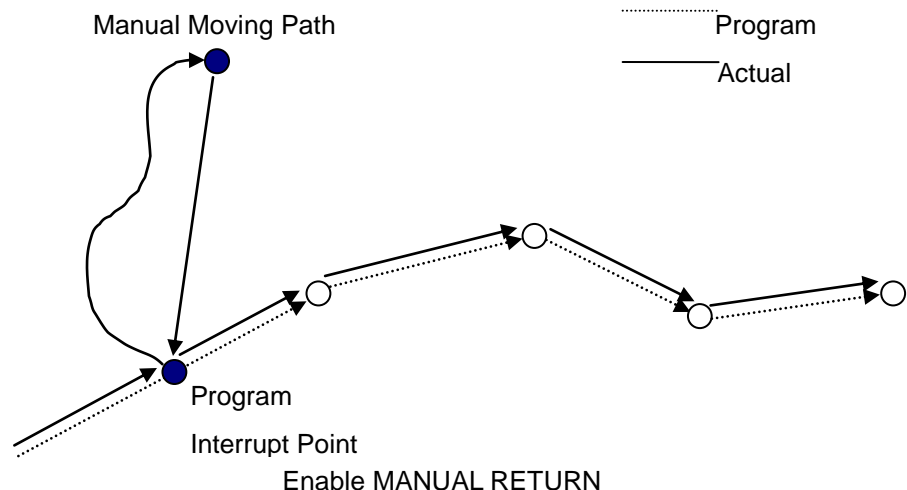 Manual Moving Path
Program
Actual
Program
Interrupt Point
Enable MANUAL RETURN